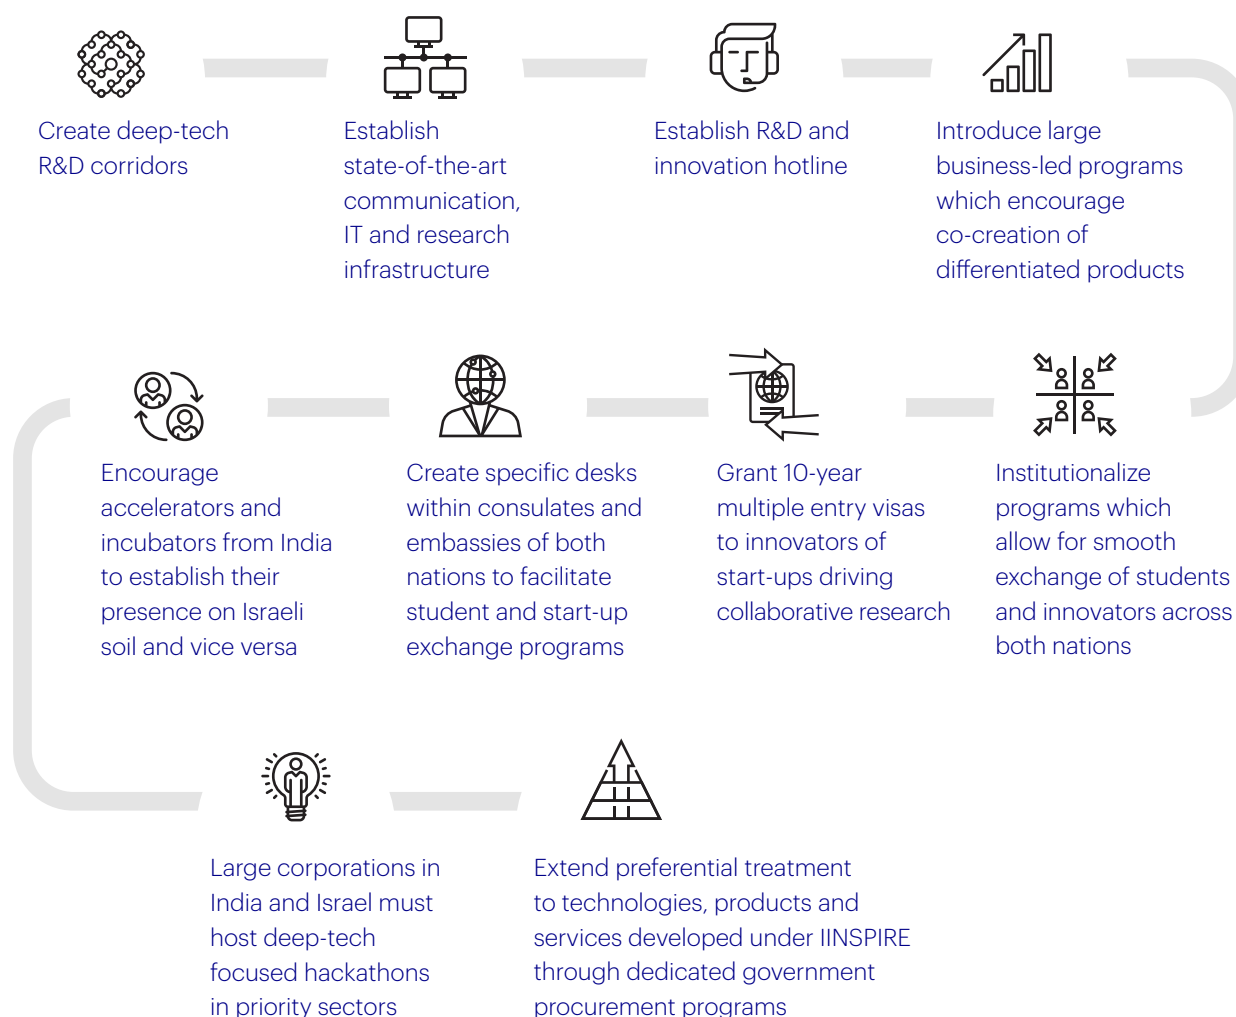 Create deep-tech
R&D corridors
Establish
state-of-the-art
communication,
IT and research
infrastructure
Establish R&D and
innovation hotline
Introduce large
business-led programs
which encourage
co-creation of
differentiated products
Encourage
accelerators and
incubators from India
to establish their
presence on Israeli
soil and vice versa
Create specific desks
within consulates and
embassies of both
nations to facilitate
student and start-up
exchange programs
Grant 10-year
multiple entry visas
to innovators of
start-ups driving
collaborative research
Institutionalize
programs which
allow for smooth
exchange of students
and innovators across
both nations
Large corporations in
India and Israel must
host deep-tech
focused hackathons
in priority sectors
Extend preferential treatment
to technologies, products and
services developed under IINSPIRE
through dedicated government
procurement programs